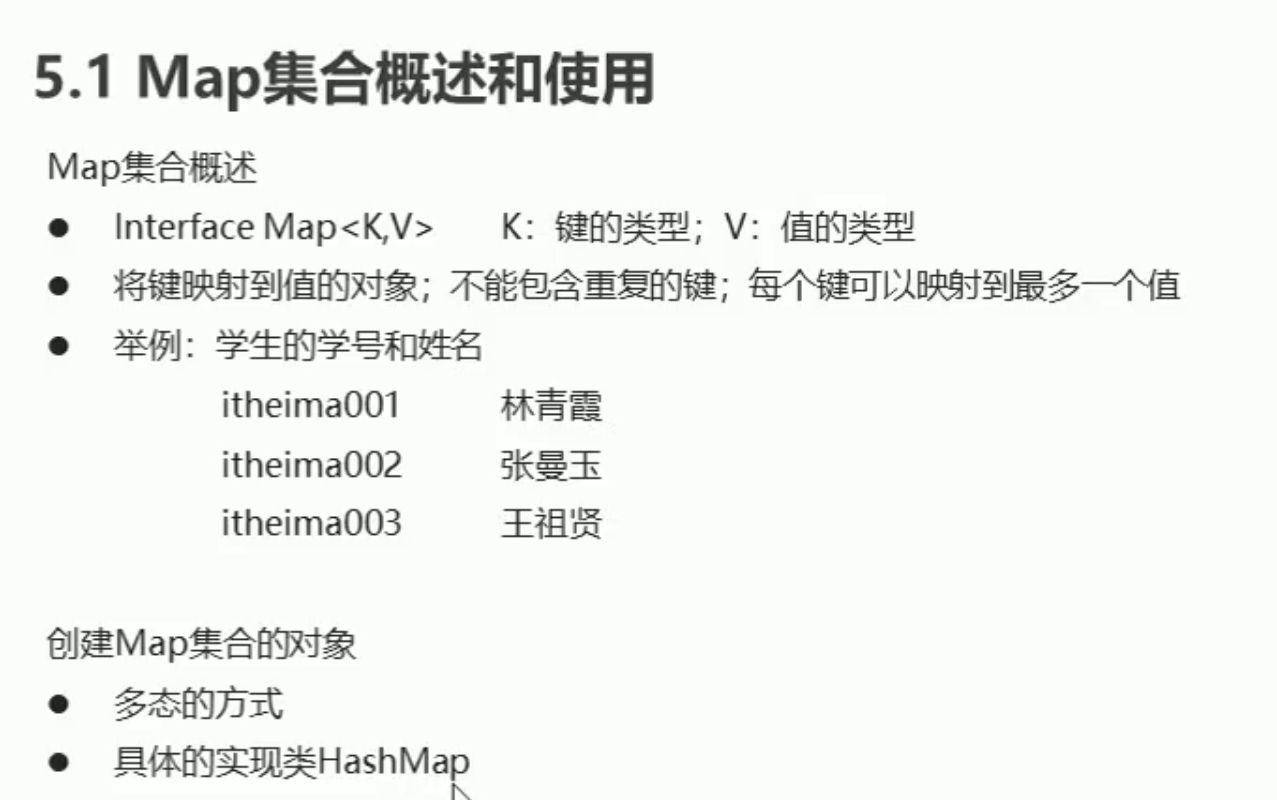 5.1 Map集合概述和使用
Map集合概述
● Interface Map<K,V> K：键的类型；V：值的类型
● 将键映射到值的对象；不能包含重复的键；每个键可以映射到最多一个值
● 举例：学生的学号和姓名
itheima001 林青霞
itheima002 张曼玉
itheima003 王祖贤
创建Map集合的对象
● 多态的方式
● 具体的实现类HashMap